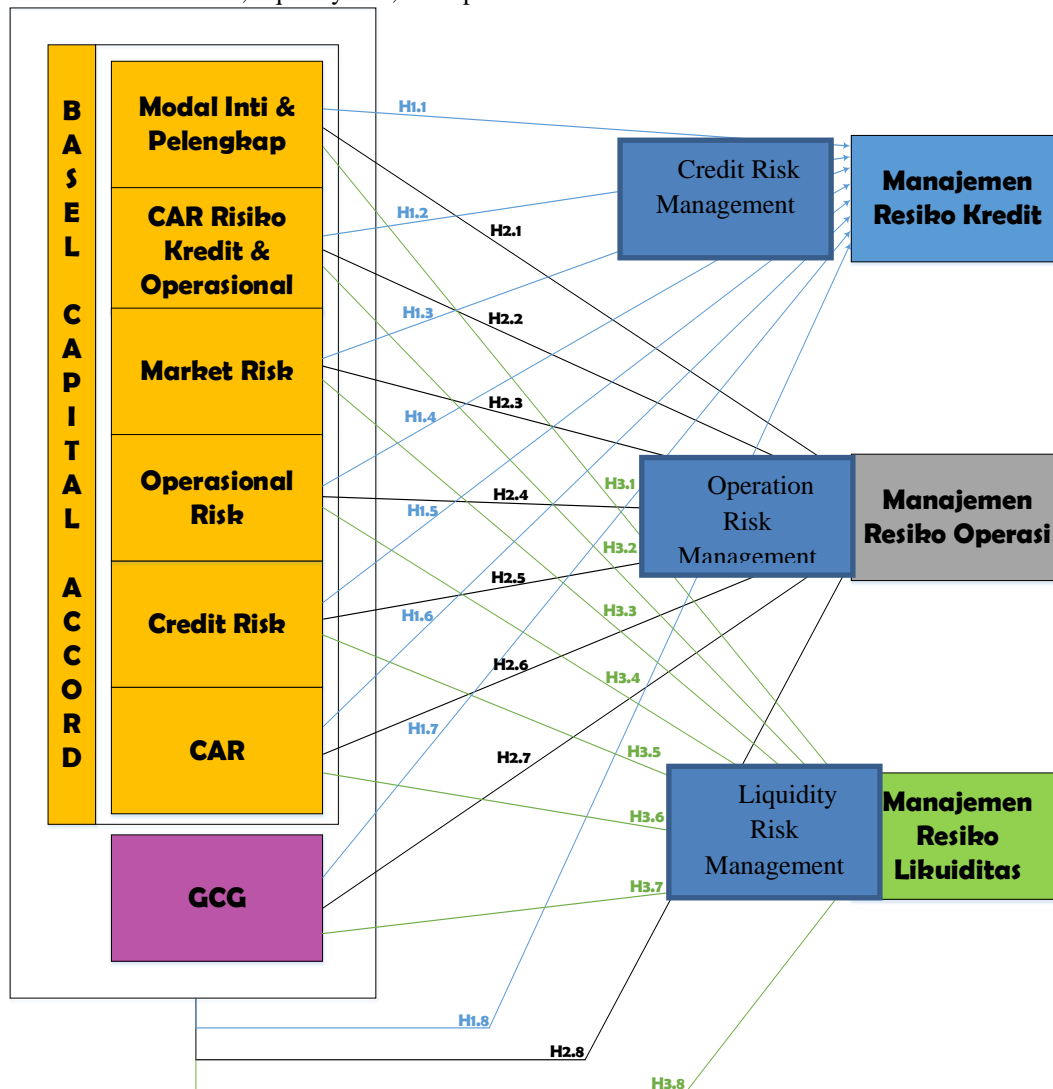 BASEL CAPITAL ACCORD
Modal Inti &
Pelengkap
CAR Risiko
Kredit &
Operasional
Market Risk
Operasional
Risk
Credit Risk
CAR
GCG
H1.1
H1.2
H1.3
H1.4
H1.5
H1.6
H1.7
H1.8
H2.1
H2.2
H2.3
H2.4
H2.5
H2.6
H2.7
H2.8
H3.1
H3.2
H3.3
H3.4
H3.5
H3.6
H3.7
H3.8
Credit Risk
Management
Manajemen
Resiko Kredit
Operation
Risk
Management
Manajemen
Resiko Operasi
Liquidity
Risk
Management
Manajemen
Resiko
Likuiditas